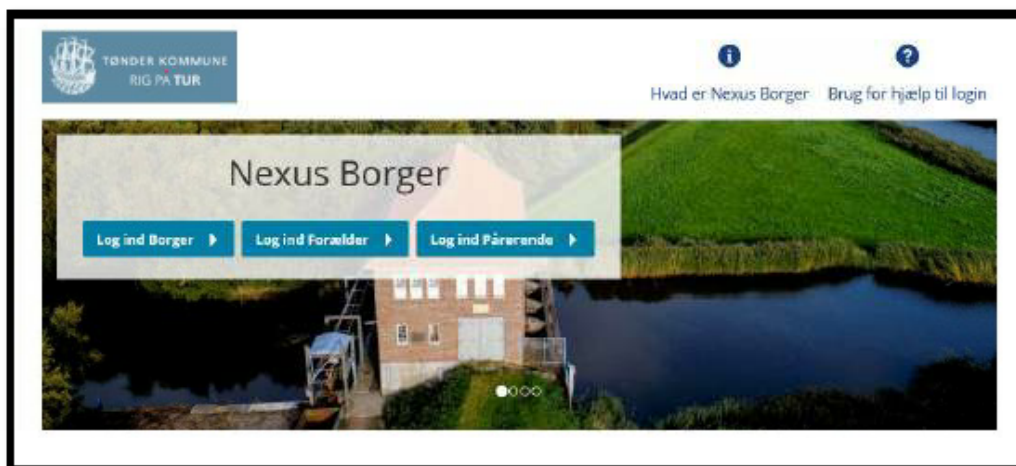 TØNDER KOMMUNE
RIG PÅ TUR
Hvad er Nexus Borger
Brug for hjælp til login
Nexus Borger
Log ind Borger
Log ind Forælder
Log ind Pårørende